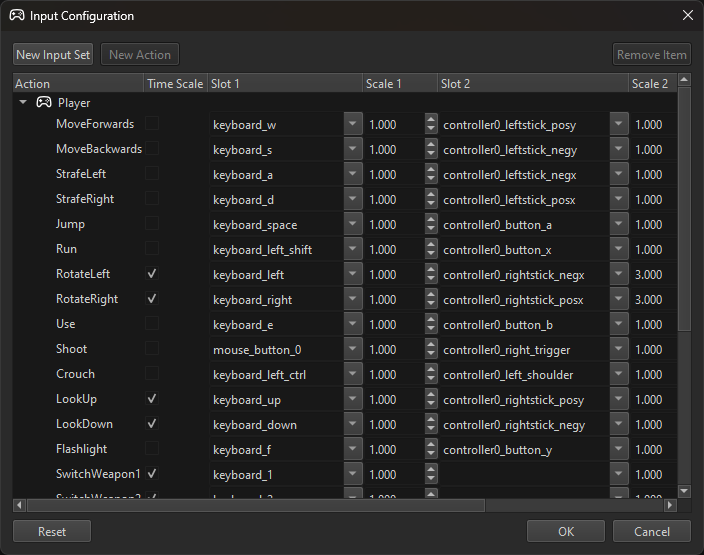 Input Configuration
New Input Set New Action Remove Item
Action Time Scale Slot 1 Scale 1 Slot 2 Scale 2
Player
MoveForwards keyboard_w 1.000 controller0_leftstick_posy 1.000
MoveBackwards keyboard_s 1.000 controller0_leftstick_negy 1.000
StrafeLeft keyboard_a 1.000 controller0_leftstick_negx 1.000
StrafeRight keyboard_d 1.000 controller0_leftstick_posx 1.000
Jump keyboard_space 1.000 controller0_button_a 1.000
Run keyboard_left_shift 1.000 controller0_button_x 1.000
RotateLeft keyboard_left 1.000 controller0_rightstick_negx 3.000
RotateRight keyboard_right 1.000 controller0_rightstick_posx 3.000
Use keyboard_e 1.000 controller0_button_b 1.000
Shoot mouse_button_0 1.000 controller0_right_trigger 1.000
Crouch keyboard_left_ctrl 1.000 controller0_left_shoulder 1.000
LookUp keyboard_up 1.000 controller0_rightstick_posy 1.000
LookDown keyboard_down 1.000 controller0_rightstick_negy 1.000
Flashlight keyboard_f 1.000 controller0_button_y 1.000
SwitchWeapon1 keyboard_1 1.000 1.000
Reset OK Cancel